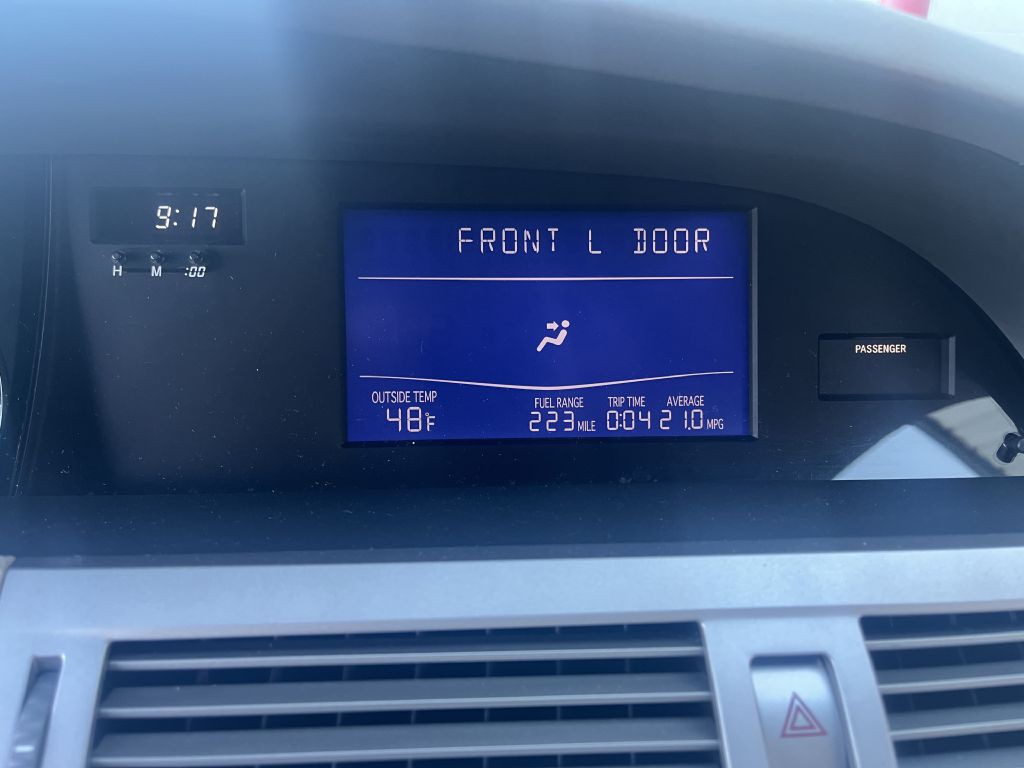 9:17
H M :00
FRONT L DOOR
PASSENGER
OUTSIDE TEMP FUEL RANGE TRIP TIME AVERAGE
48°F 223 MILE 0:04 21.0 MPG